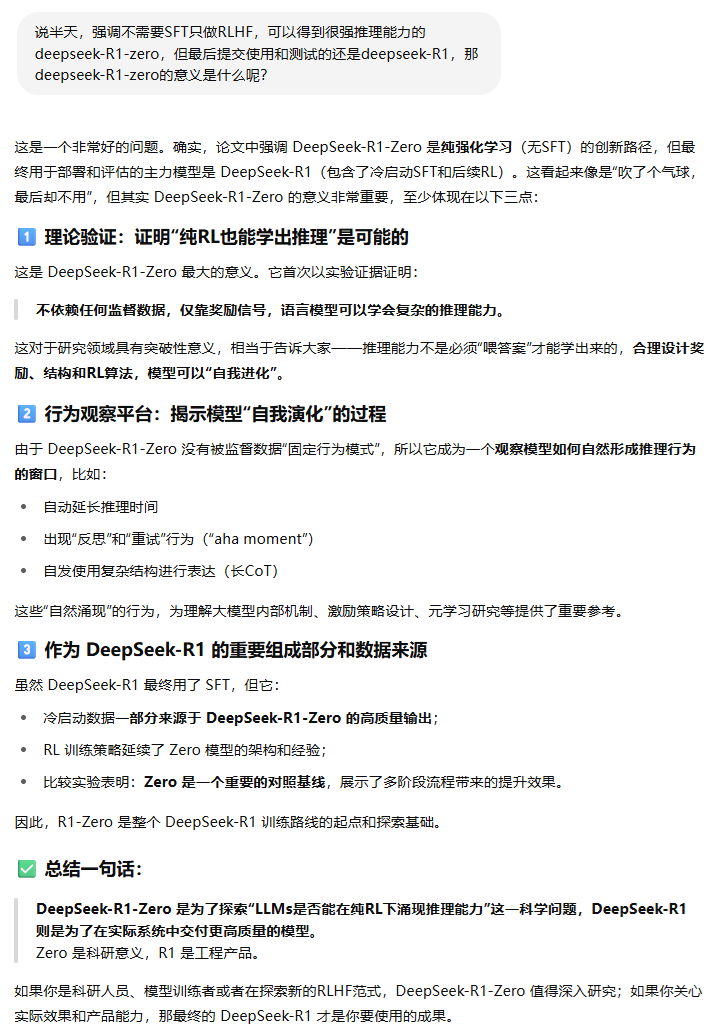 说半天，强调不需要SFT只做RLHF，可以得到很强推理能力的
deepseek-R1-zero，但最后提交使用和测试的还是deepseek-R1，那
deepseek-R1-zero的意义是什么呢？
这是一个非常好的问题。确实，论文中强调 DeepSeek-R1-Zero 是纯强化学习（无SFT）的创新路径，但最
终用于部署和评估的主力模型是 DeepSeek-R1（包含了冷启动SFT和后续RL）。这看起来像是“吹了个气球，
最后却不用”，但其实 DeepSeek-R1-Zero 的意义非常重要，至少体现在以下三点：
1 理论验证：证明“纯RL也能学出推理”是可能的
这是 DeepSeek-R1-Zero 最大的意义。它首次以实验证据证明：
不依赖任何监督数据，仅靠奖励信号，语言模型可以学会复杂的推理能力。
这对于研究领域具有突破性意义，相当于告诉大家——推理能力不是必须“喂答案”才能学出来的，合理设计奖
励、结构和RL算法，模型可以“自我进化”。
2 行为观察平台：揭示模型“自我演化”的过程
由于 DeepSeek-R1-Zero 没有被监督数据“固定行为模式”，所以它成为一个观察模型如何自然形成推理行为
的窗口，比如：
• 自动延长推理时间
• 出现“反思”和“重试”行为（“aha moment”）
• 自发使用复杂结构进行表达（长CoT）
这些“自然涌现”的行为，为理解大模型内部机制、激励策略设计、元学习研究等提供了重要参考。
3 作为 DeepSeek-R1 的重要组成部分和数据来源
虽然 DeepSeek-R1 最终用了 SFT，但它：
• 冷启动数据一部分来源于 DeepSeek-R1-Zero 的高质量输出；
• RL 训练策略延续了 Zero 模型的架构和经验；
• 比较实验表明：Zero 是一个重要的对照基线，展示了多阶段流程带来的提升效果。
因此，R1-Zero 是整个 DeepSeek-R1 训练路线的起点和探索基础。
✅ 总结一句话：
DeepSeek-R1-Zero 是为了探索“LLMs是否能在纯RL下涌现推理能力”这一科学问题，DeepSeek-R1
则是为了在实际系统中交付更高质量的模型。
Zero 是科研意义，R1 是工程产品。
如果你是科研人员、模型训练者或者在探索新的RLHF范式，DeepSeek-R1-Zero 值得深入研究；如果你关心
实际效果和产品能力，那最终的 DeepSeek-R1 才是你要使用的成果。